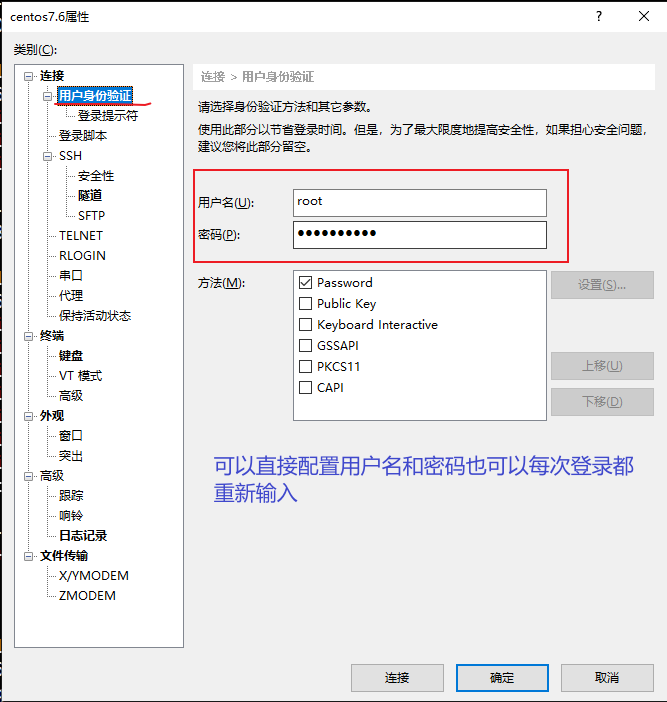 centos7.6属性
类别(C):
连接
用户身份验证
登录提示符
登录脚本
SSH
安全性
隧道
SFTP
TELNET
RLOGIN
串口
代理
保持活动状态
终端
键盘
VT 模式
高级
外观
窗口
突出
高级
跟踪
响铃
日志记录
文件传输
X/YMODEM
ZMODEM
连接 > 用户身份验证
请选择身份验证方法和其它参数。
使用此部分以节省登录时间。但是，为了最大限度地提高安全性，如果担心安全问题，
建议您将此部分留空。
用户名(U):
root
密码(P):
●●●●●●●●●●
方法(M):
Password
Public Key
Keyboard Interactive
GSSAPI
PKCS11
CAPI
设置(S)...
上移(U)
下移(D)
可以直接配置用户名和密码也可以每次登录都
重新输入
连接
确定
取消